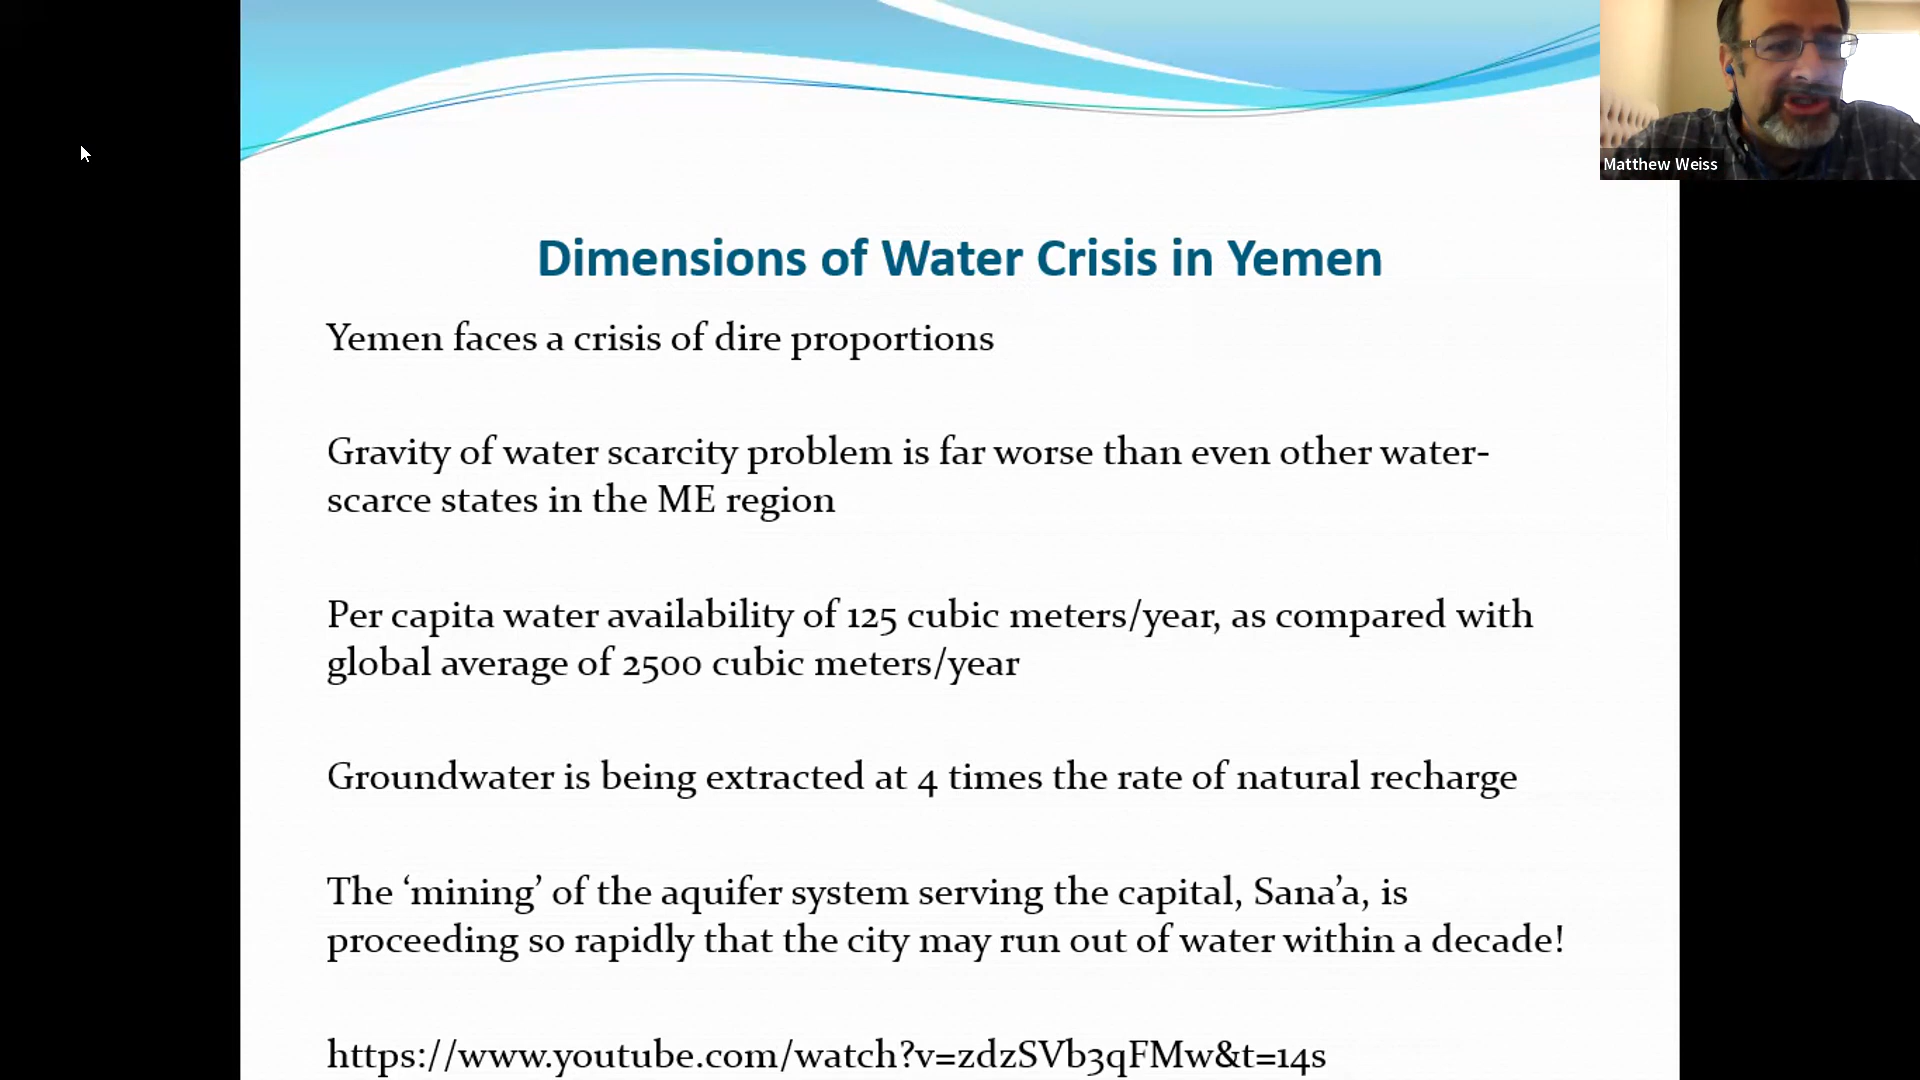 Matthew Weiss
Dimensions of Water Crisis in Yemen
Yemen faces a crisis of dire proportions
Gravity of water scarcity problem is far worse than even other water-
scarce states in the ME region
Per capita water availability of 125 cubic meters/year, as compared with
global average of 2500 cubic meters/year
Groundwater is being extracted at 4 times the rate of natural recharge
The ‘mining’ of the aquifer system serving the capital, Sana’a, is
proceeding so rapidly that the city may run out of water within a decade!
https://www.youtube.com/watch?v=zdzSVb3qFMw&t=14s